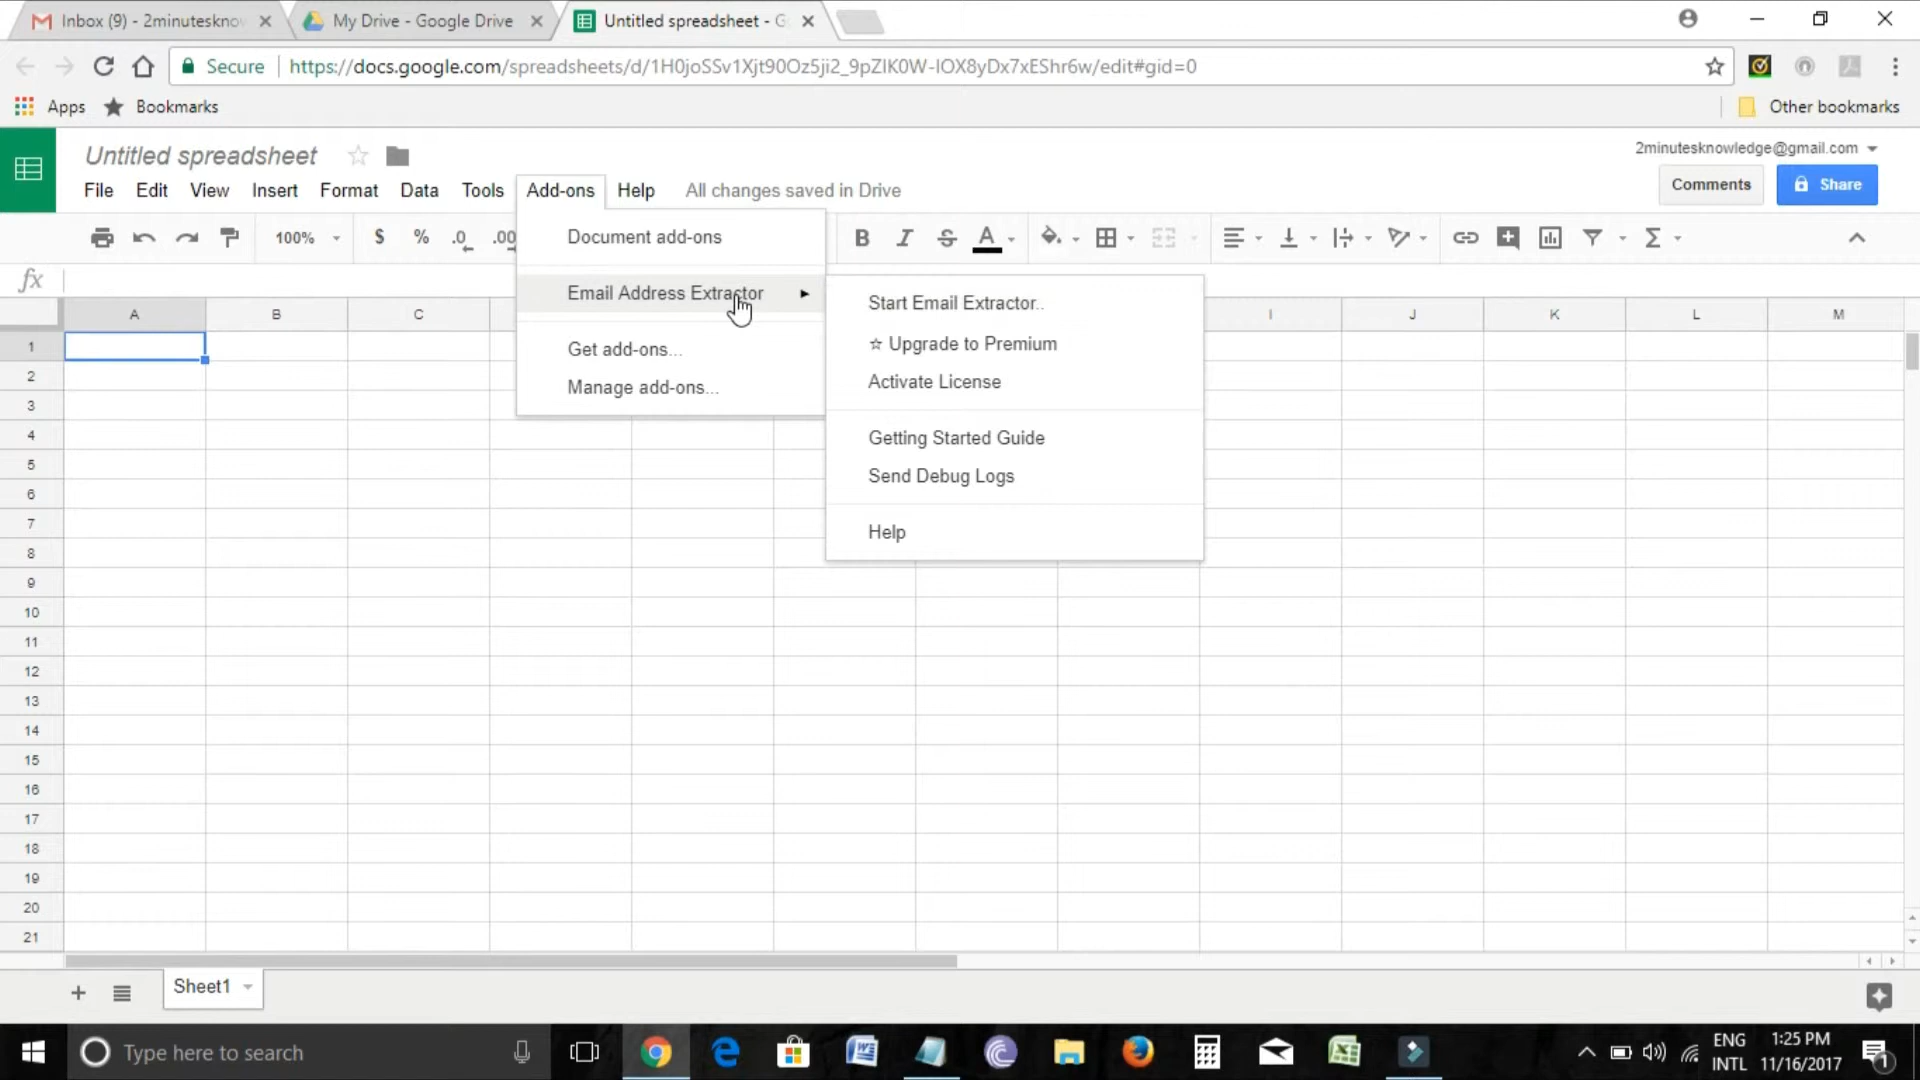 Inbox (9) - 2minutesknow
My Drive - Google Drive
Untitled spreadsheet - G
Secure
https://docs.google.com/spreadsheets/d/1H0joSSv1Xjt90Oz5ji2_9pZIK0W-IOX8yDx7xEShr6w/edit#gid=0
Apps
Bookmarks
Other bookmarks
Untitled spreadsheet
2minutesknowledge@gmail.com
File Edit View Insert Format Data Tools Add-ons Help All changes saved in Drive
Comments
Share
100% $ % .0 .00 B I S A Σ
Document add-ons
Email Address Extractor
Get add-ons...
Manage add-ons...
Start Email Extractor..
☆ Upgrade to Premium
Activate License
Getting Started Guide
Send Debug Logs
Help
fx
A B C I J K L M
1
2
3
4
5
6
7
8
9
10
11
12
13
14
15
16
17
18
19
20
21
Sheet1
Type here to search
ENG
INTL
1:25 PM
11/16/2017
1